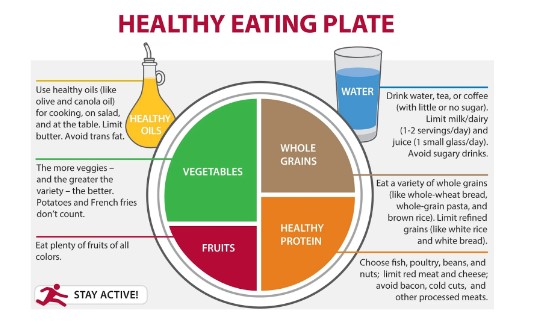 HEALTHY EATING PLATE
Use healthy oils (like
olive and canola oil)
for cooking, on salad,
and at the table. Limit
butter. Avoid trans fat.
HEALTHY
OILS
WATER
Drink water, tea, or coffee
(with little or no sugar).
Limit milk/dairy
(1-2 servings/day) and
juice (1 small glass/day).
Avoid sugary drinks.
The more veggies –
and the greater the
variety – the better.
Potatoes and French fries
don't count.
VEGETABLES
WHOLE
GRAINS
Eat a variety of whole grains
(like whole-wheat bread,
whole-grain pasta, and
brown rice). Limit refined
grains (like white rice
and white bread).
Eat plenty of fruits of all
colors.
FRUITS
HEALTHY
PROTEIN
Choose fish, poultry, beans, and
nuts; limit red meat and cheese;
avoid bacon, cold cuts, and
other processed meats.
STAY ACTIVE!